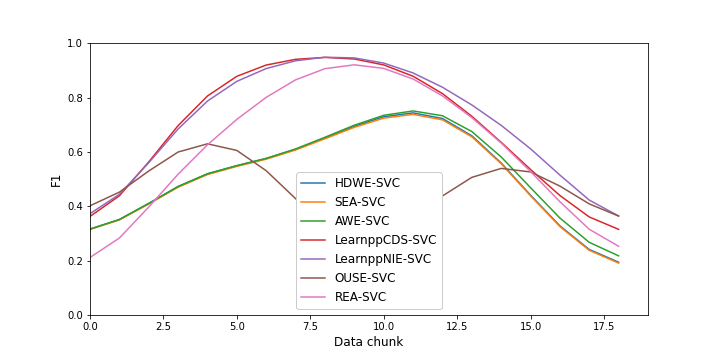 1.0
0.8
0.6
0.4
0.2
0.0
F1
0.0 2.5 5.0 7.5 10.0 12.5 15.0 17.5
Data chunk
HDWE-SVC
SEA-SVC
AWE-SVC
LearnppCDS-SVC
LearnppNIE-SVC
OUSE-SVC
REA-SVC